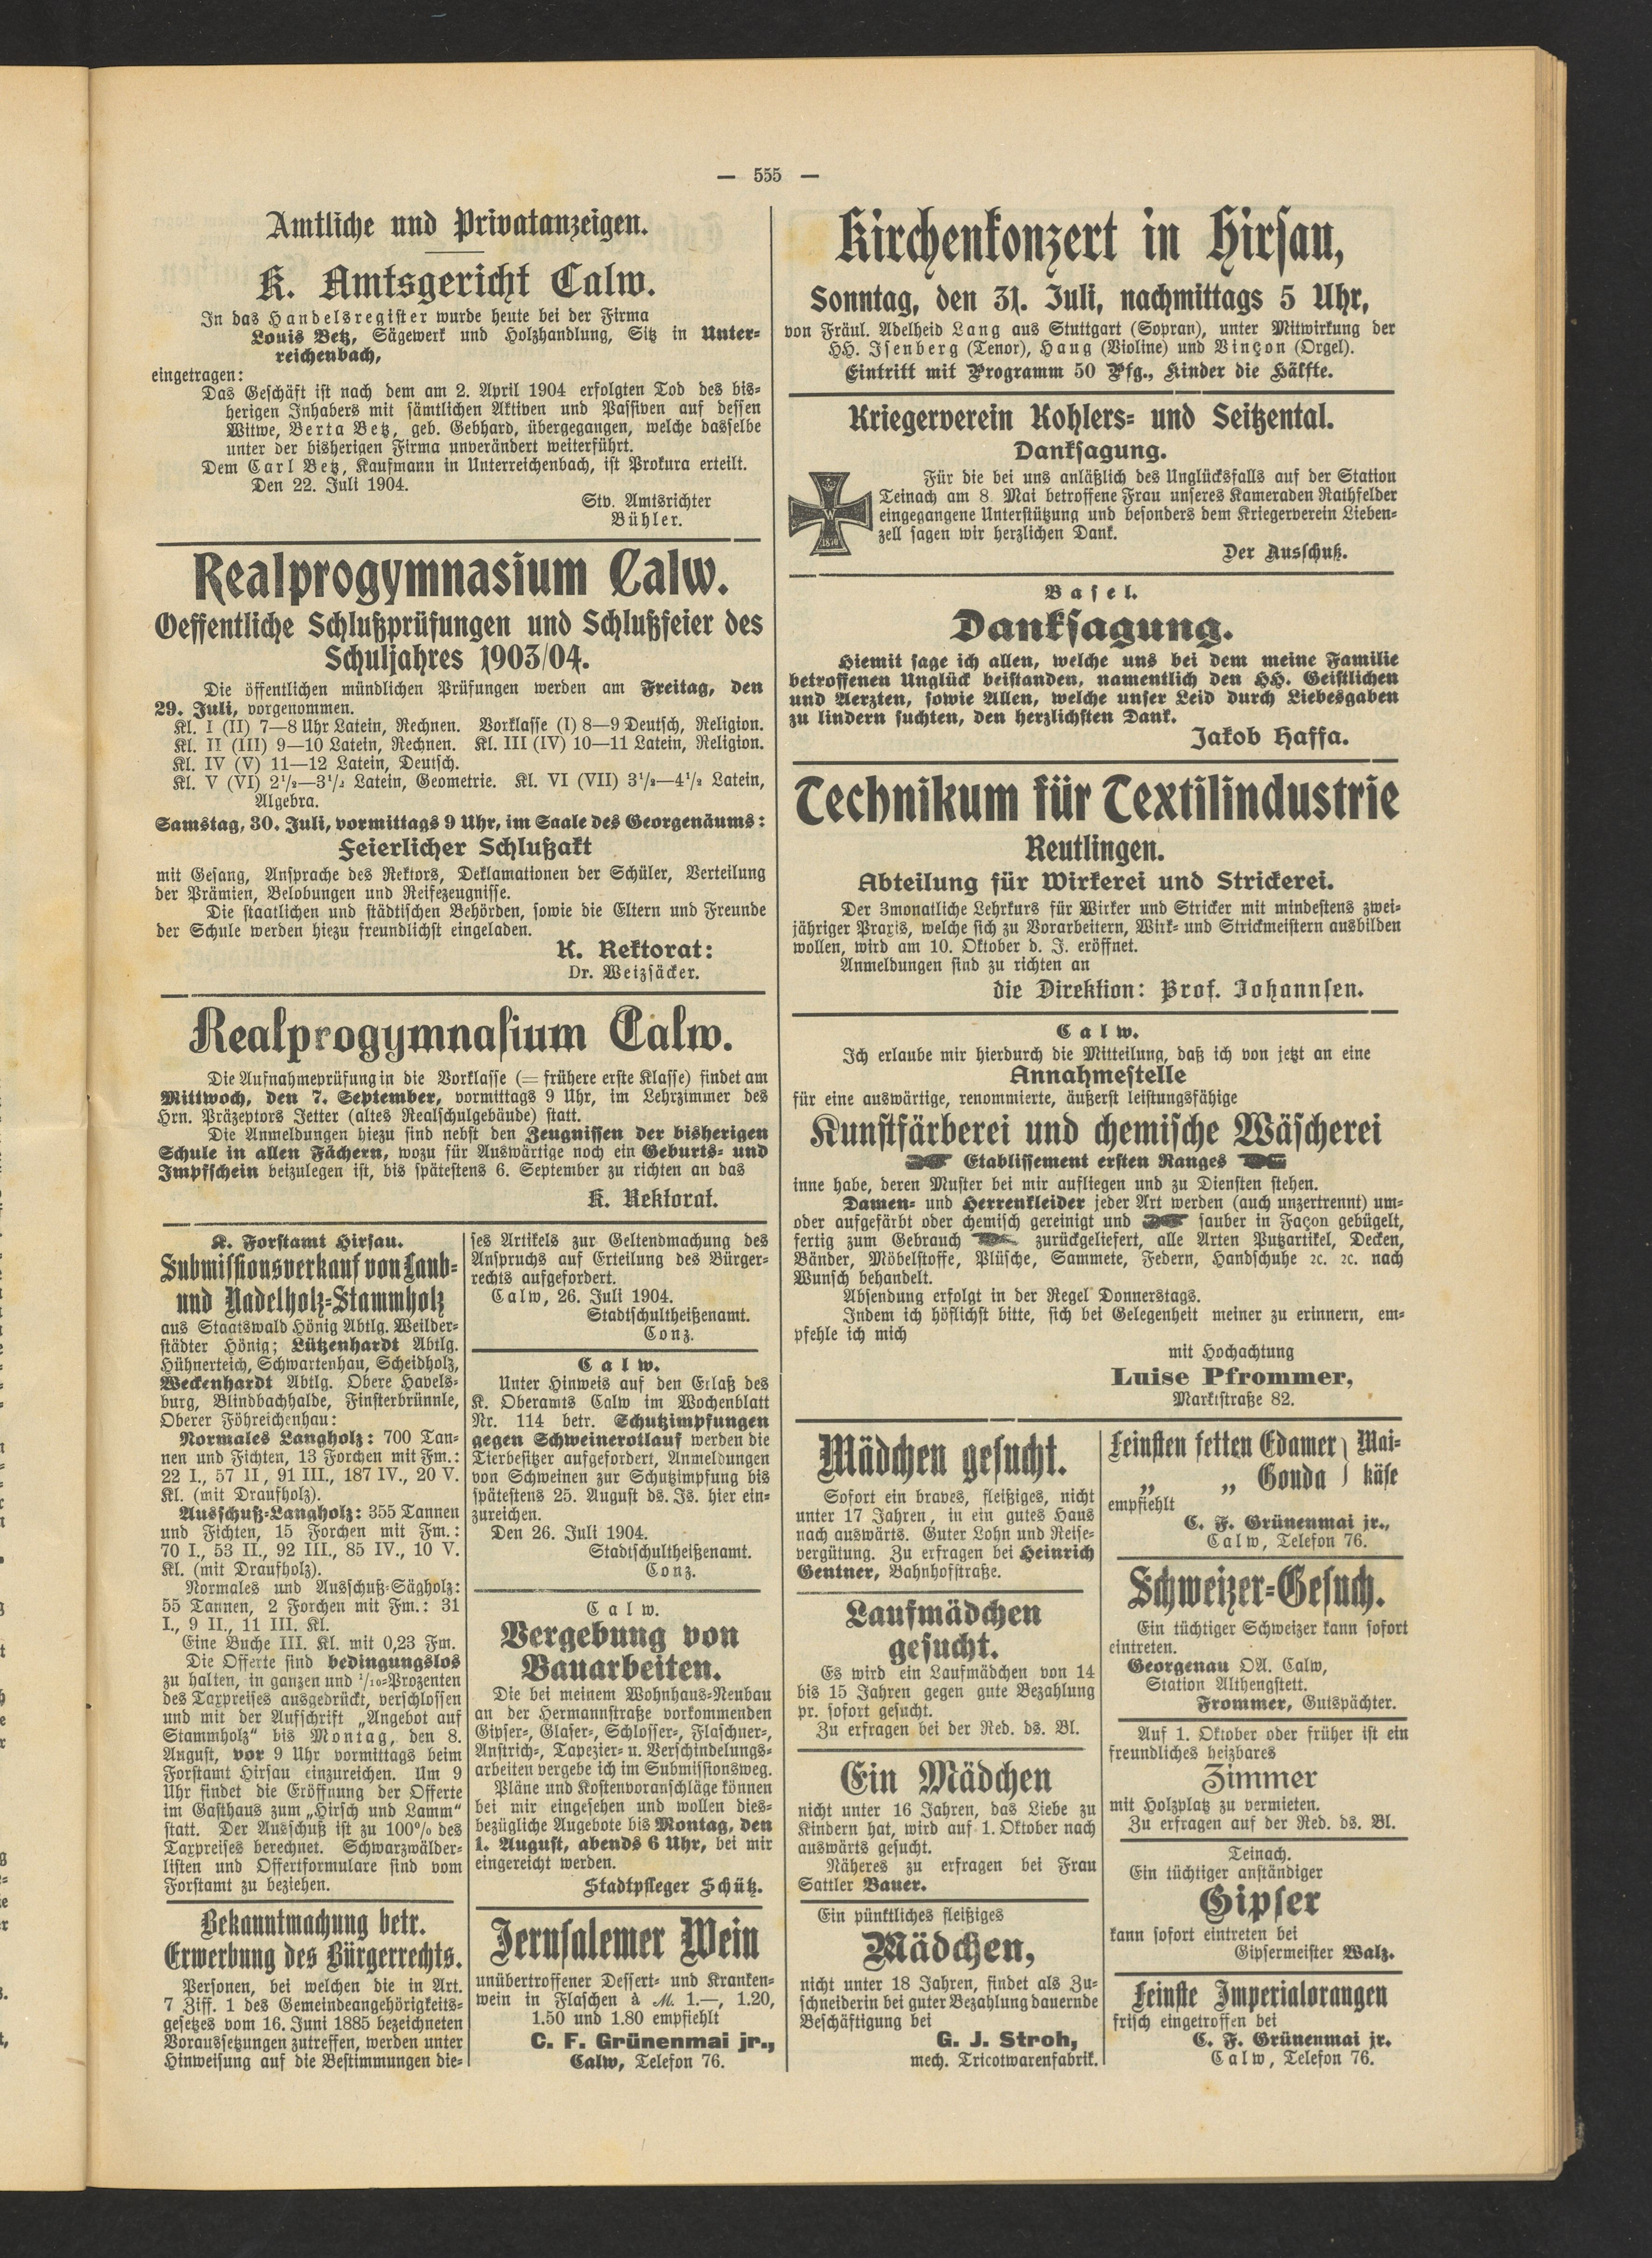 — 555 —
Amtliche und Privatanzeigen.
K. Amtsgericht Calw.
In das Handelsregister wurde heute bei der Firma
Louis Betz, Sägewerk und Holzhandlung, Sitz in Unter-
reichenbach,
eingetragen:
Das Geschäft ist nach dem am 2. April 1904 erfolgten Tod des bis-
herigen Inhabers mit sämtlichen Aktiven und Passiven auf dessen
Witwe, Berta Betz, geb. Gebhard, übergegangen, welche dasselbe
unter der bisherigen Firma unverändert weiterführt.
Dem Carl Betz, Kaufmann in Unterreichenbach, ist Prokura erteilt.
Den 22. Juli 1904.
Stv. Amtsrichter
Bühler.
Realprogymnasium Calw.
Oeffentliche Schlußprüfungen und Schlußfeier des
Schuljahres 1903/04.
Die öffentlichen mündlichen Prüfungen werden am Freitag, den
29. Juli, vorgenommen.
Kl. I (II) 7—8 Uhr Latein, Rechnen. Vorklasse (I) 8—9 Deutsch, Religion.
Kl. II (III) 9—10 Latein, Rechnen. Kl. III (IV) 10—11 Latein, Religion.
Kl. IV (V) 11—12 Latein, Deutsch.
Kl. V (VI) 2½—3½ Latein, Geometrie. Kl. VI (VII) 3½—4½ Latein,
Algebra.
Samstag, 30. Juli, vormittags 9 Uhr, im Saale des Georgenäums:
Feierlicher Schlußakt
mit Gesang, Ansprache des Rektors, Deklamationen der Schüler, Verteilung
der Prämien, Belobungen und Reifezeugnisse.
Die staatlichen und städtischen Behörden, sowie die Eltern und Freunde
der Schule werden hiezu freundlichst eingeladen.
K. Rektorat:
Dr. Weizsäcker.
Realprogymnasium Calw.
Die Aufnahmeprüfung in die Vorklasse (= frühere erste Klasse) findet am
Mittwoch, den 7. September, vormittags 9 Uhr, im Lehrzimmer des
Hrn. Präzeptors Jetter (altes Realschulgebäude) statt.
Die Anmeldungen hiezu sind nebst den Zeugnissen der bisherigen
Schule in allen Fächern, wozu für Auswärtige noch ein Geburts- und
Impfschein beizulegen ist, bis spätestens 6. September zu richten an das
K. Rektorat.
K. Forstamt Hirsau.
Submissionsverkauf von Laub-
und Nadelholz-Stammholz
aus Staatswald Hönig Abtlg. Weilder-
städter Hönig; Lützenhardt Abtlg.
Hühnerteich, Schwartenhau, Scheidholz,
Weckenhardt Abtlg. Obere Havels-
burg, Blindbachhalde, Finsterbrünnle,
Oberer Föhreichenhau:
Normales Langholz: 700 Tan-
nen und Fichten, 13 Forchen mit Fm.:
22 I., 57 II, 91 III., 187 IV., 20 V.
Kl. (mit Draufholz).
Ausschuß-Langholz: 355 Tannen
und Fichten, 15 Forchen mit Fm.:
70 I., 53 II., 92 III., 85 IV., 10 V.
Kl. (mit Draufholz).
Normales und Ausschuß-Sägholz:
55 Tannen, 2 Forchen mit Fm.: 31
I., 9 II., 11 III. Kl.
Eine Buche III. Kl. mit 0,23 Fm.
Die Offerte sind bedingungslos
zu halten, in ganzen und ¹/₁₀-Prozenten
des Taxpreises ausgedrückt, verschlossen
und mit der Aufschrift „Angebot auf
Stammholz“ bis Montag, den 8.
August, vor 9 Uhr vormittags beim
Forstamt Hirsau einzureichen. Um 9
Uhr findet die Eröffnung der Offerte
im Gasthaus zum „Hirsch und Lamm“
statt. Der Ausschuß ist zu 100% des
Taxpreises berechnet. Schwarzwälder-
listen und Offertformulare sind vom
Forstamt zu beziehen.
Bekanntmachung betr.
Erwerbung des Bürgerrechts.
Personen, bei welchen die in Art.
7 Ziff. 1 des Gemeindeangehörigkeits-
gesetzes vom 16. Juni 1885 bezeichneten
Voraussetzungen zutreffen, werden unter
Hinweisung auf die Bestimmungen die-
ses Artikels zur Geltendmachung des
Anspruchs auf Erteilung des Bürger-
rechts aufgefordert.
Calw, 26. Juli 1904.
Stadtschultheißenamt.
Conz.
Calw.
Unter Hinweis auf den Erlaß des
K. Oberamts Calw im Wochenblatt
Nr. 114 betr. Schutzimpfungen
gegen Schweinerotlauf werden die
Tierbesitzer aufgefordert, Anmeldungen
von Schweinen zur Schutzimpfung bis
spätestens 25. August ds. Js. hier ein-
zureichen.
Den 26. Juli 1904.
Stadtschultheißenamt.
Conz.
Calw.
Vergebung von
Bauarbeiten.
Die bei meinem Wohnhaus-Neubau
an der Hermannstraße vorkommenden
Gipser-, Glaser-, Schlosser-, Flaschner-,
Anstrich-, Tapezier- u. Verschindelungs-
arbeiten vergebe ich im Submissionsweg.
Pläne und Kostenvoranschläge können
bei mir eingesehen und wollen dies-
bezügliche Angebote bis Montag, den
1. August, abends 6 Uhr, bei mir
eingereicht werden.
Stadtpfleger Schütz.
Jerusalemer Wein
unübertroffener Dessert- und Kranken-
wein in Flaschen à M. 1.—, 1.20,
1.50 und 1.80 empfiehlt
C. F. Grünenmai jr.,
Calw, Telefon 76.
Kirchenkonzert in Hirsau,
Sonntag, den 31. Juli, nachmittags 5 Uhr,
von Fräul. Adelheid Lang aus Stuttgart (Sopran), unter Mitwirkung der
HH. Isenberg (Tenor), Haug (Violine) und Vinçon (Orgel).
Eintritt mit Programm 50 Pfg., Kinder die Hälfte.
Kriegerverein Kohlers- und Seitzental.
Danksagung.
Für die bei uns anläßlich des Unglücksfalls auf der Station
Teinach am 8. Mai betroffene Frau unseres Kameraden Rathfelder
eingegangene Unterstützung und besonders dem Kriegerverein Lieben-
zell sagen wir herzlichen Dank.
W
1870
Der Ausschuß.
Basel.
Danksagung.
Hiemit sage ich allen, welche uns bei dem meine Familie
betroffenen Unglück beistanden, namentlich den HH. Geistlichen
und Aerzten, sowie Allen, welche unser Leid durch Liebesgaben
zu lindern suchten, den herzlichsten Dank.
Jakob Haffa.
Technikum für Textilindustrie
Reutlingen.
Abteilung für Wirkerei und Strickerei.
Der 3monatliche Lehrkurs für Wirker und Stricker mit mindestens zwei-
jähriger Praxis, welche sich zu Vorarbeitern, Wirk- und Strickmeistern ausbilden
wollen, wird am 10. Oktober d. J. eröffnet.
Anmeldungen sind zu richten an
die Direktion: Prof. Johannsen.
Calw.
Ich erlaube mir hierdurch die Mitteilung, daß ich von jetzt an eine
Annahmestelle
für eine auswärtige, renommierte, äußerst leistungsfähige
Kunstfärberei und chemische Wäscherei
Etablissement ersten Ranges
inne habe, deren Muster bei mir aufliegen und zu Diensten stehen.
Damen- und Herrenkleider jeder Art werden (auch unzertrennt) um-
oder aufgefärbt oder chemisch gereinigt und sauber in Façon gebügelt,
fertig zum Gebrauch zurückgeliefert, alle Arten Putzartikel, Decken,
Bänder, Möbelstoffe, Plüsche, Sammete, Federn, Handschuhe ꝛc. ꝛc. nach
Wunsch behandelt.
Absendung erfolgt in der Regel Donnerstags.
Indem ich höflichst bitte, sich bei Gelegenheit meiner zu erinnern, em-
pfehle ich mich
mit Hochachtung
Luise Pfrommer,
Marktstraße 82.
Mädchen gesucht.
Sofort ein braves, fleißiges, nicht
unter 17 Jahren, in ein gutes Haus
nach auswärts. Guter Lohn und Reise-
vergütung. Zu erfragen bei Heinrich
Gentner, Bahnhofstraße.
Laufmädchen
gesucht.
Es wird ein Laufmädchen von 14
bis 15 Jahren gegen gute Bezahlung
pr. sofort gesucht.
Zu erfragen bei der Red. ds. Bl.
Ein Mädchen
nicht unter 16 Jahren, das Liebe zu
Kindern hat, wird auf 1. Oktober nach
auswärts gesucht.
Näheres zu erfragen bei Frau
Sattler Bauer.
Ein pünktliches fleißiges
Mädchen,
nicht unter 18 Jahren, findet als Zu-
schneiderin bei guter Bezahlung dauernde
Beschäftigung bei
G. J. Stroh,
mech. Tricotwarenfabrik.
Feinsten fetten Edamer } Mai-
„ „ Gouda } käse
empfiehlt
C. F. Grünenmai jr.,
Calw, Telefon 76.
Schweizer-Gesuch.
Ein tüchtiger Schweizer kann sofort
eintreten.
Georgenau OA. Calw,
Station Althengstett.
Frommer, Gutspächter.
Auf 1. Oktober oder früher ist ein
freundliches heizbares
Zimmer
mit Holzplatz zu vermieten.
Zu erfragen auf der Red. ds. Bl.
Teinach.
Ein tüchtiger anständiger
Gipser
kann sofort eintreten bei
Gipsermeister Walz.
Feinste Imperialorangen
frisch eingetroffen bei
C. F. Grünenmai jr.
Calw, Telefon 76.